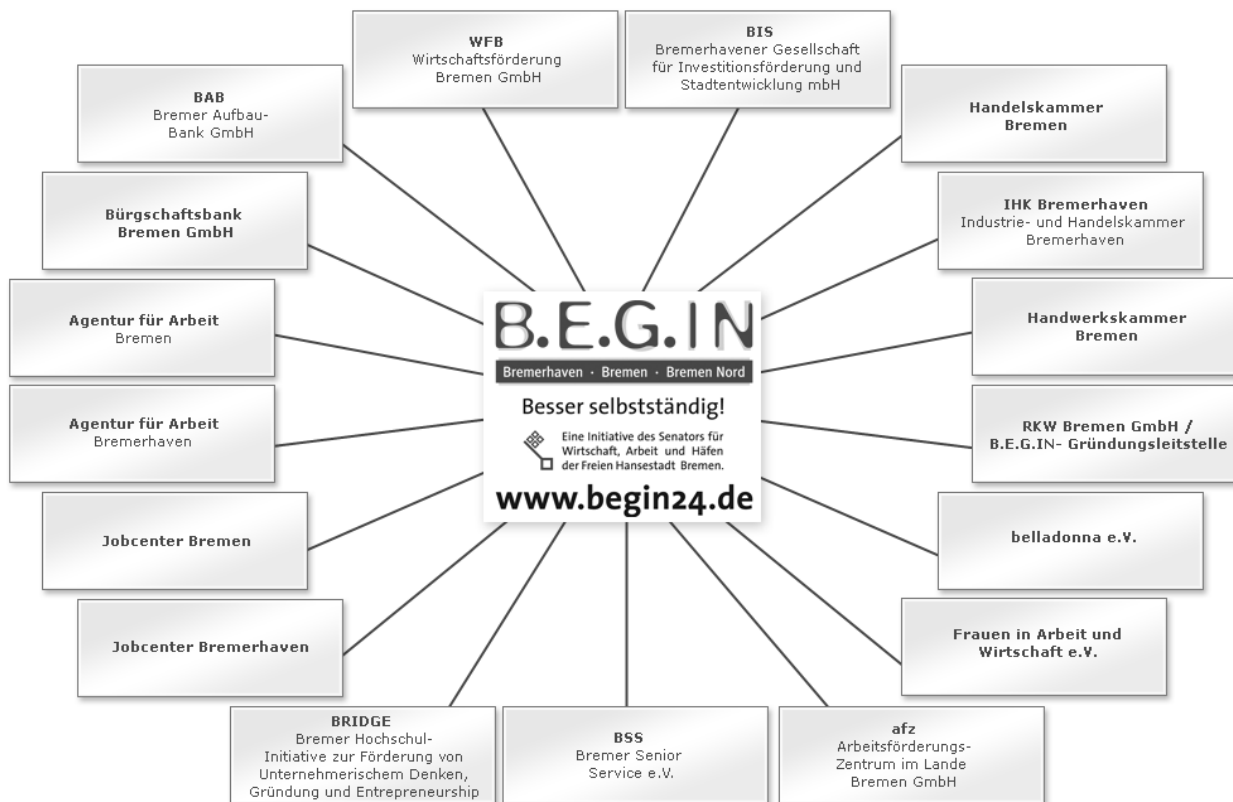 WFB
Wirtschaftsförderung
Bremen GmbH
BIS
Bremerhavener Gesellschaft
für Investitionsförderung und
Stadtentwicklung mbH
BAB
Bremer Aufbau-
Bank GmbH
Handelskammer
Bremen
Bürgschaftsbank
Bremen GmbH
IHK Bremerhaven
Industrie- und Handelskammer
Bremerhaven
Agentur für Arbeit
Bremen
Handwerkskammer
Bremen
B.E.G.IN
Bremerhaven · Bremen · Bremen Nord
Besser selbstständig!
Eine Initiative des Senators für
Wirtschaft, Arbeit und Häfen
der Freien Hansestadt Bremen.
www.begin24.de
Agentur für Arbeit
Bremerhaven
RKW Bremen GmbH /
B.E.G.IN- Gründungsleitstelle
Jobcenter Bremen
belladonna e.V.
Jobcenter Bremerhaven
Frauen in Arbeit und
Wirtschaft e.V.
BRIDGE
Bremer Hochschul-
Initiative zur Förderung von
Unternehmerischem Denken,
Gründung und Entrepreneurship
BSS
Bremer Senior
Service e.V.
afz
Arbeitsförderungs-
Zentrum im Lande
Bremen GmbH